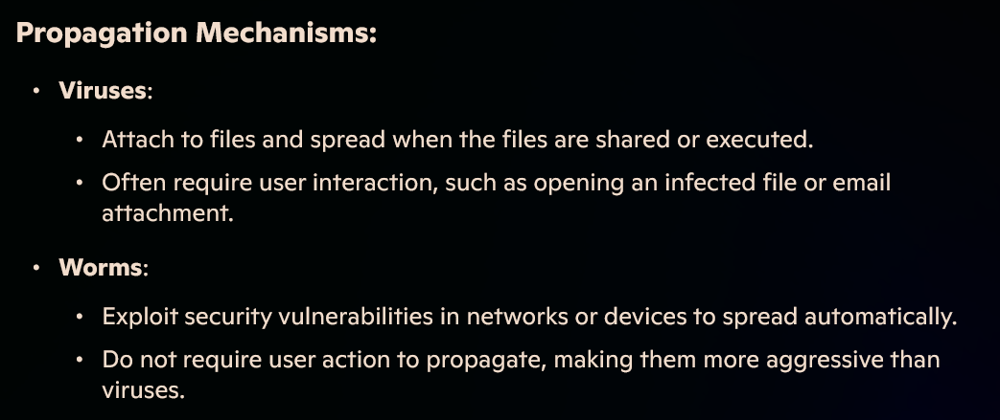 Propagation Mechanisms:
• Viruses:
• Attach to files and spread when the files are shared or executed.
• Often require user interaction, such as opening an infected file or email
attachment.
• Worms:
• Exploit security vulnerabilities in networks or devices to spread automatically.
• Do not require user action to propagate, making them more aggressive than
viruses.